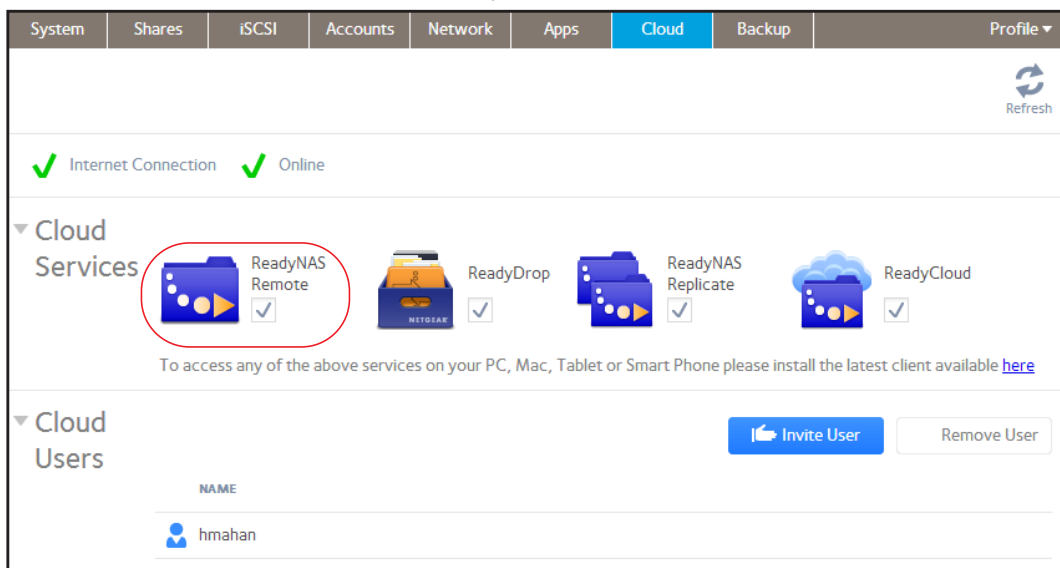 System Shares iSCSI Accounts Network Apps Cloud Backup Profile
Refresh
Internet Connection Online
Cloud
Services
ReadyNAS
Remote
NETGEAR
ReadyDrop
ReadyNAS
Replicate
ReadyCloud
To access any of the above services on your PC, Mac, Tablet or Smart Phone please install the latest client available here
Cloud
Users
Invite User Remove User
NAME
hmahan